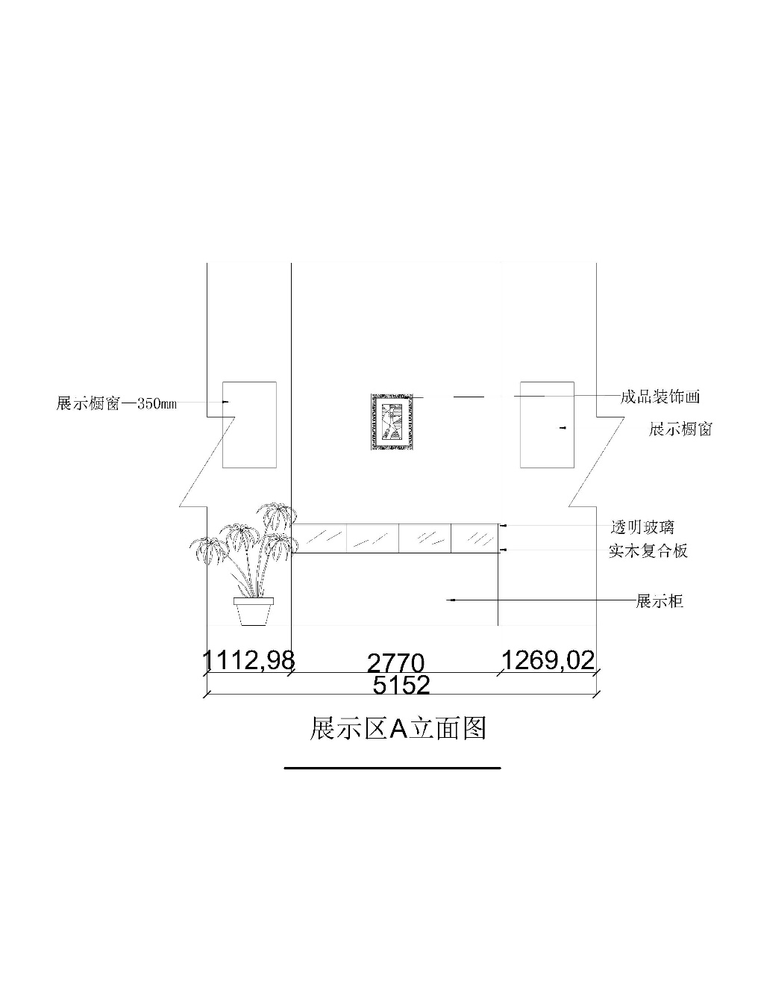 成品装饰画
展示橱窗—350mm
展示橱窗
透明玻璃
实木复合板
展示柜
1112,98
2770
1269,02
5152
展示区A立面图